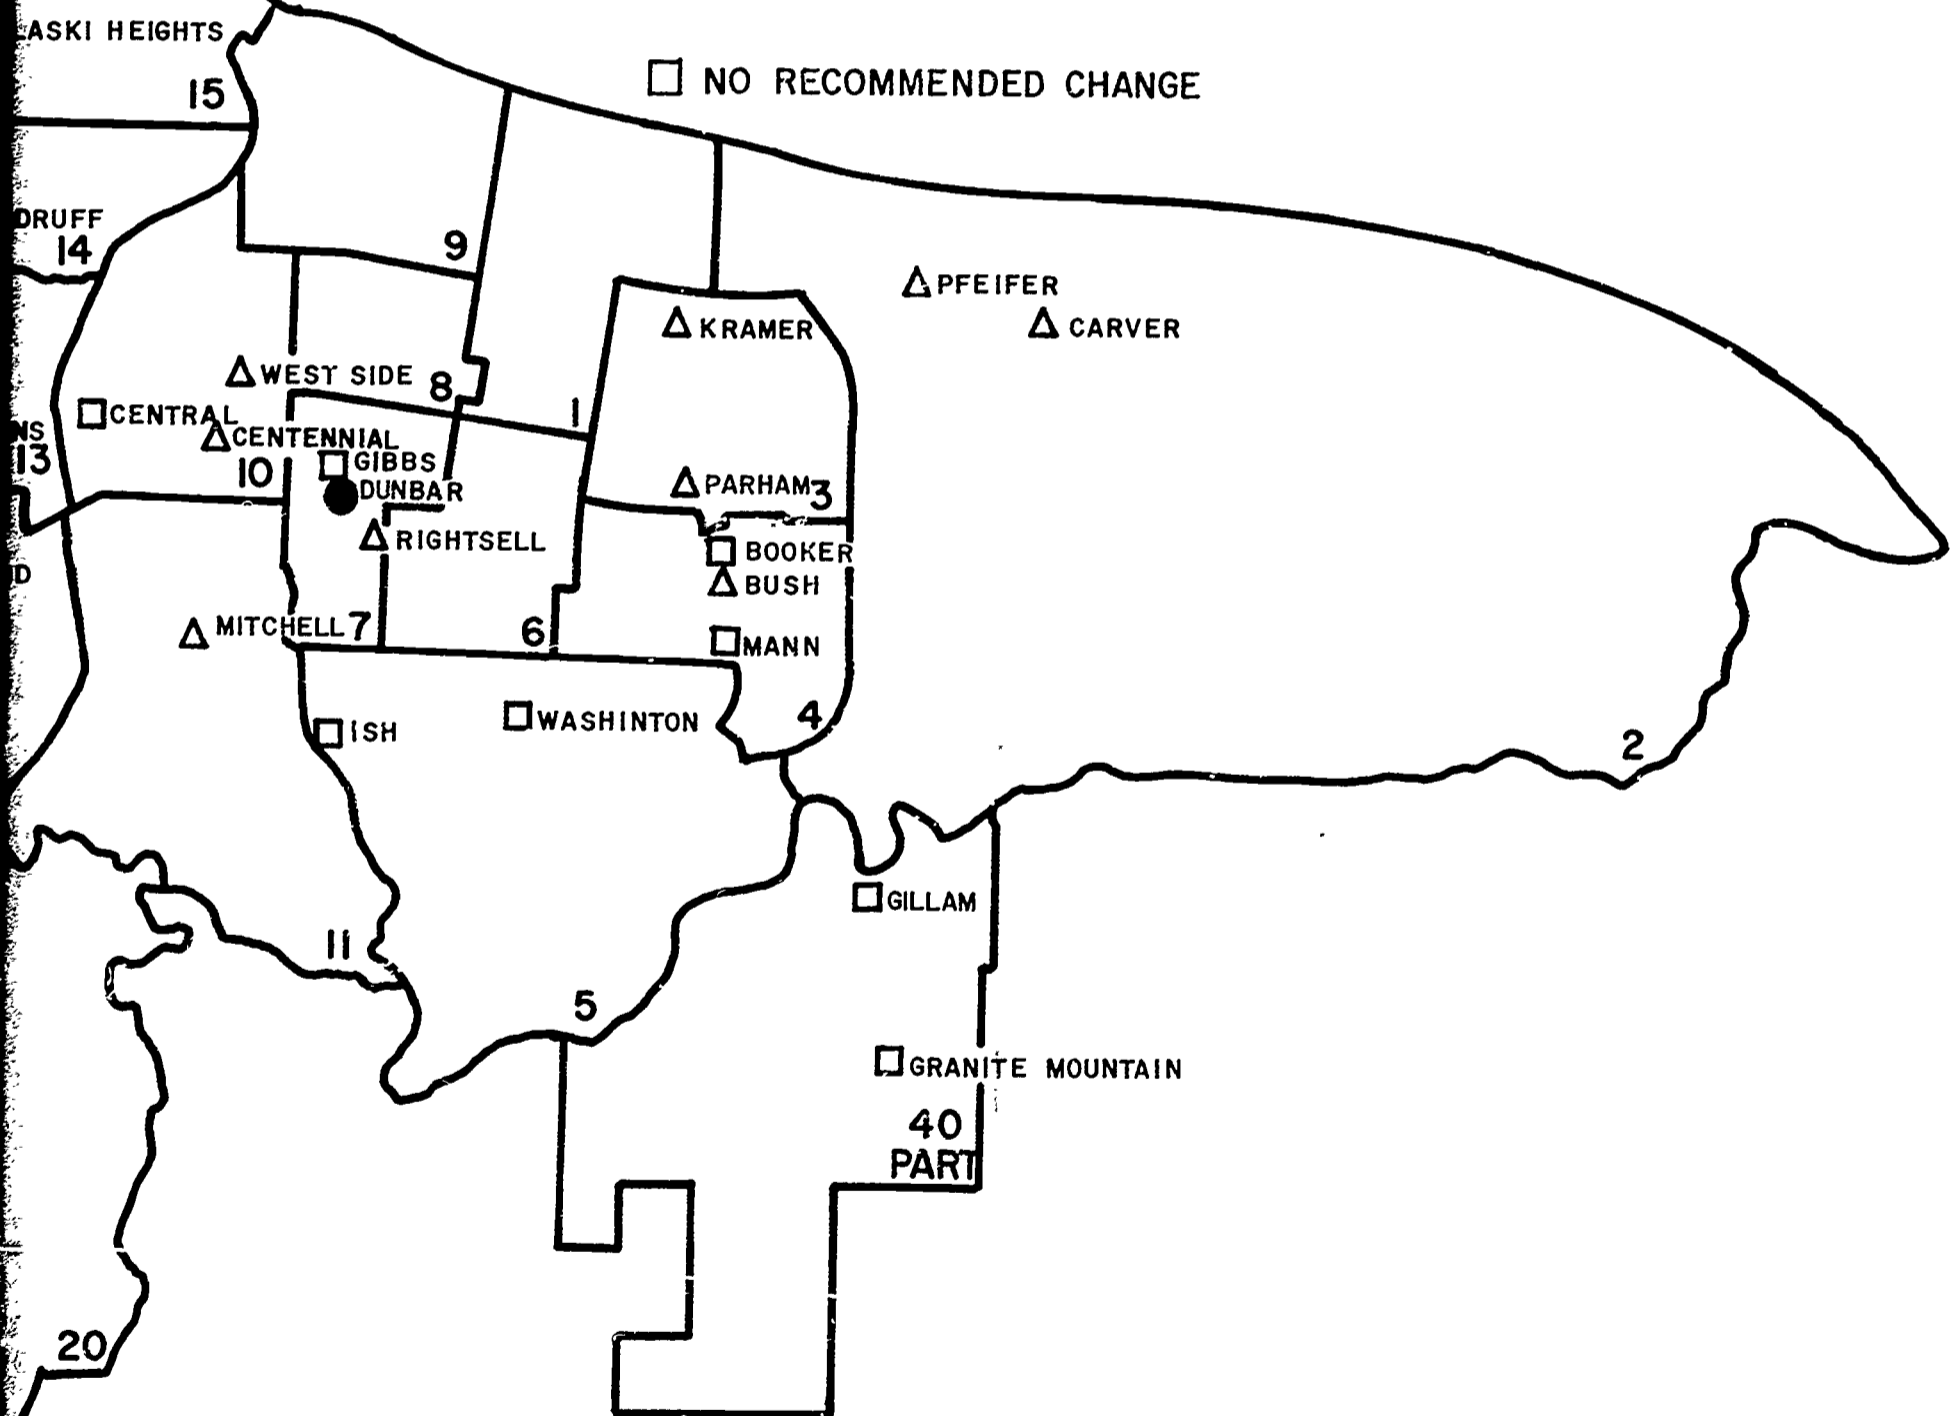 LASKI HEIGHTS
NO RECOMMENDED CHANGE
15
DRUFF
14
9
PFEIFER
KRAMER
CARVER
WEST SIDE
8
1
CENTRAL
CENTENNIAL
NS
13
10
GIBBS
DUNBAR
PARHAM
3
RIGHTSELL
BOOKER
D
BUSH
MITCHELL
7
6
MANN
ISH
WASHINTON
4
2
GILLAM
11
5
GRANITE MOUNTAIN
40
PART
20